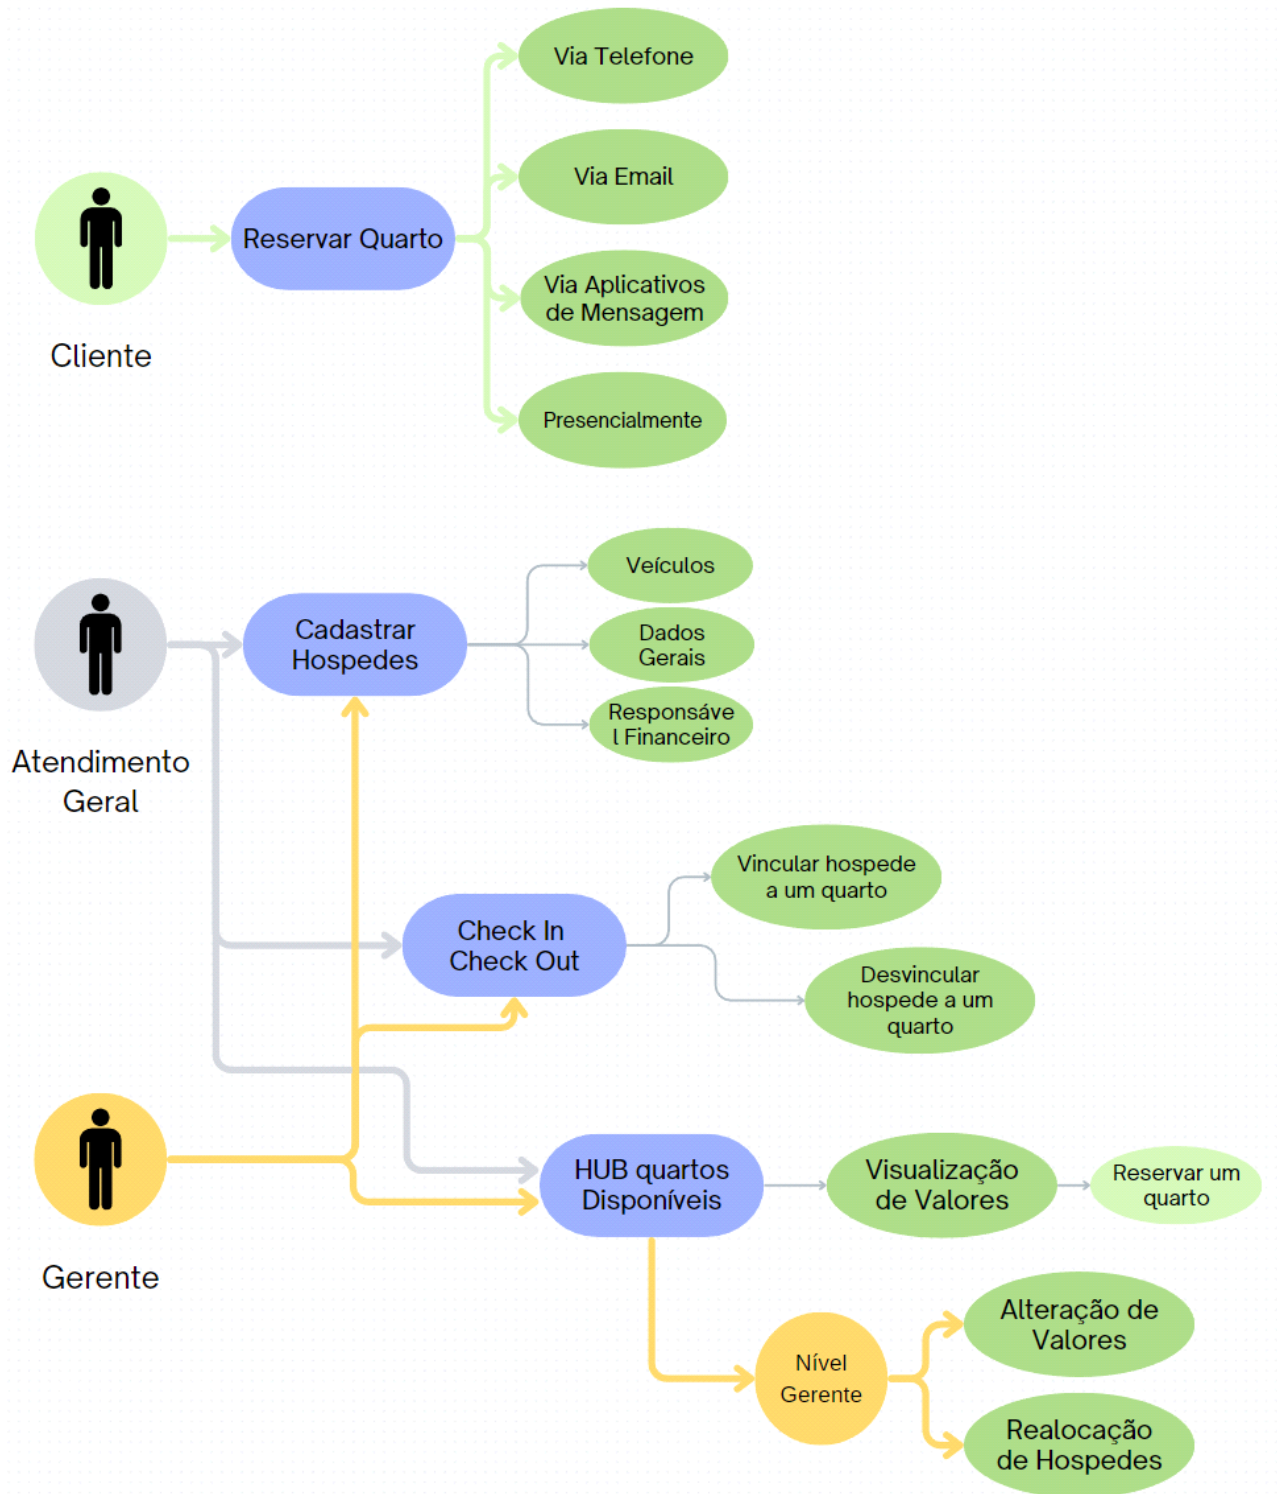 Via Telefone
Via Email
Reservar Quarto
Via Aplicativos
de Mensagem
Cliente
Presencialmente
Veículos
Cadastrar
Hospedes
Dados
Gerais
Responsáve
l Financeiro
Atendimento
Geral
Vincular hospede
a um quarto
Check In
Check Out
Desvincular
hospede a um
quarto
HUB quartos
Disponíveis
Visualização
de Valores
Reservar um
quarto
Gerente
Alteração de
Valores
Nível
Gerente
Realocação
de Hospedes